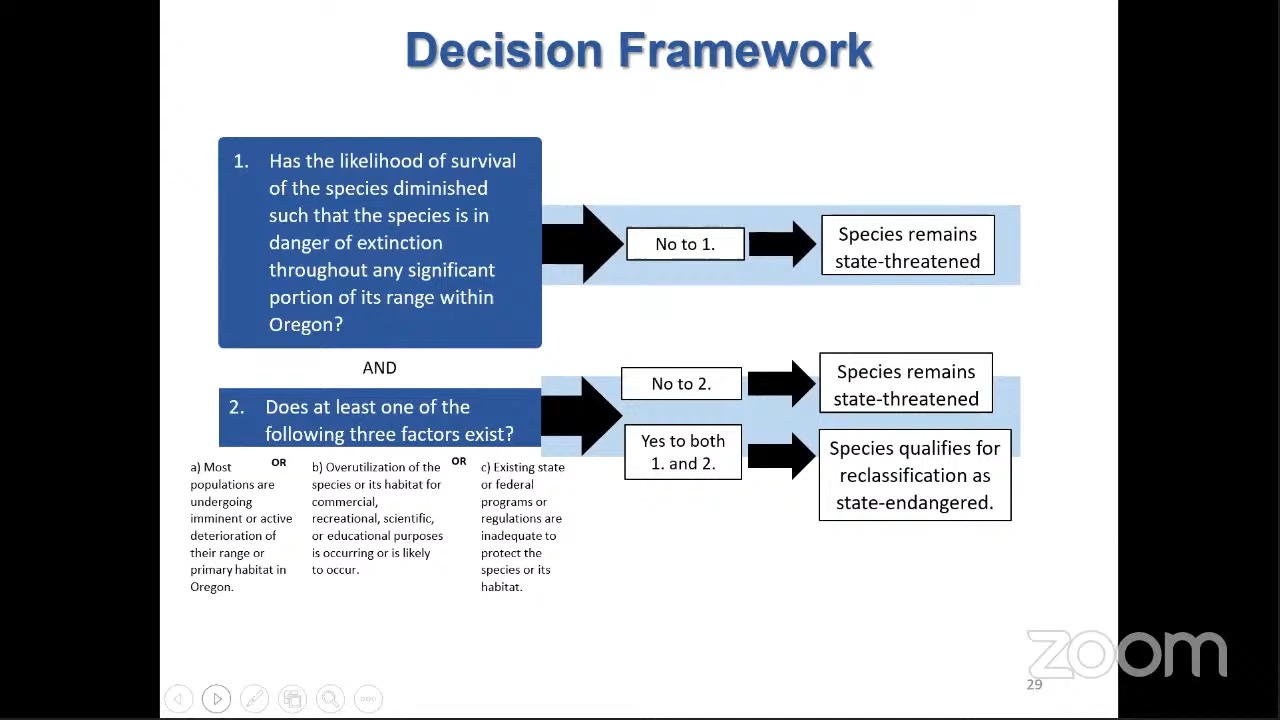 Decision Framework
1. Has the likelihood of survival
of the species diminished
such that the species is in
danger of extinction
throughout any significant
portion of its range within
Oregon?
No to 1.
Species remains
state-threatened
AND
2. Does at least one of the
following three factors exist?
No to 2.
Species remains
state-threatened
Yes to both
1. and 2.
Species qualifies for
reclassification as
state-endangered.
a) Most
populations are
undergoing
imminent or active
deterioration of
their range or
primary habitat in
Oregon.
OR
b) Overutilization of the
species or its habitat for
commercial,
recreational, scientific,
or educational purposes
is occurring or is likely
to occur.
OR
c) Existing state
or federal
programs or
regulations are
inadequate to
protect the
species or its
habitat.
zoom
29